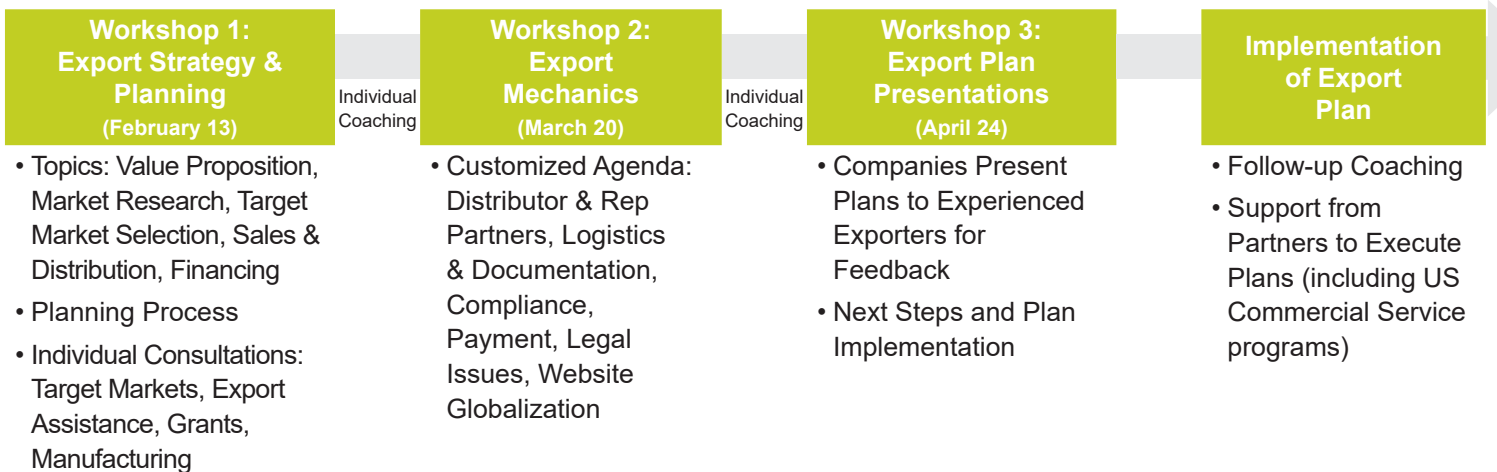 Workshop 1:
Export Strategy &
Planning
(February 13)
• Topics: Value Proposition,
Market Research, Target
Market Selection, Sales &
Distribution, Financing
• Planning Process
• Individual Consultations:
Target Markets, Export
Assistance, Grants,
Manufacturing
Individual
Coaching
Workshop 2:
Export
Mechanics
(March 20)
• Customized Agenda:
Distributor & Rep
Partners, Logistics
& Documentation,
Compliance,
Payment, Legal
Issues, Website
Globalization
Individual
Coaching
Workshop 3:
Export Plan
Presentations
(April 24)
• Companies Present
Plans to Experienced
Exporters for
Feedback
• Next Steps and Plan
Implementation
Implementation
of Export
Plan
• Follow-up Coaching
• Support from
Partners to Execute
Plans (including US
Commercial Service
programs)